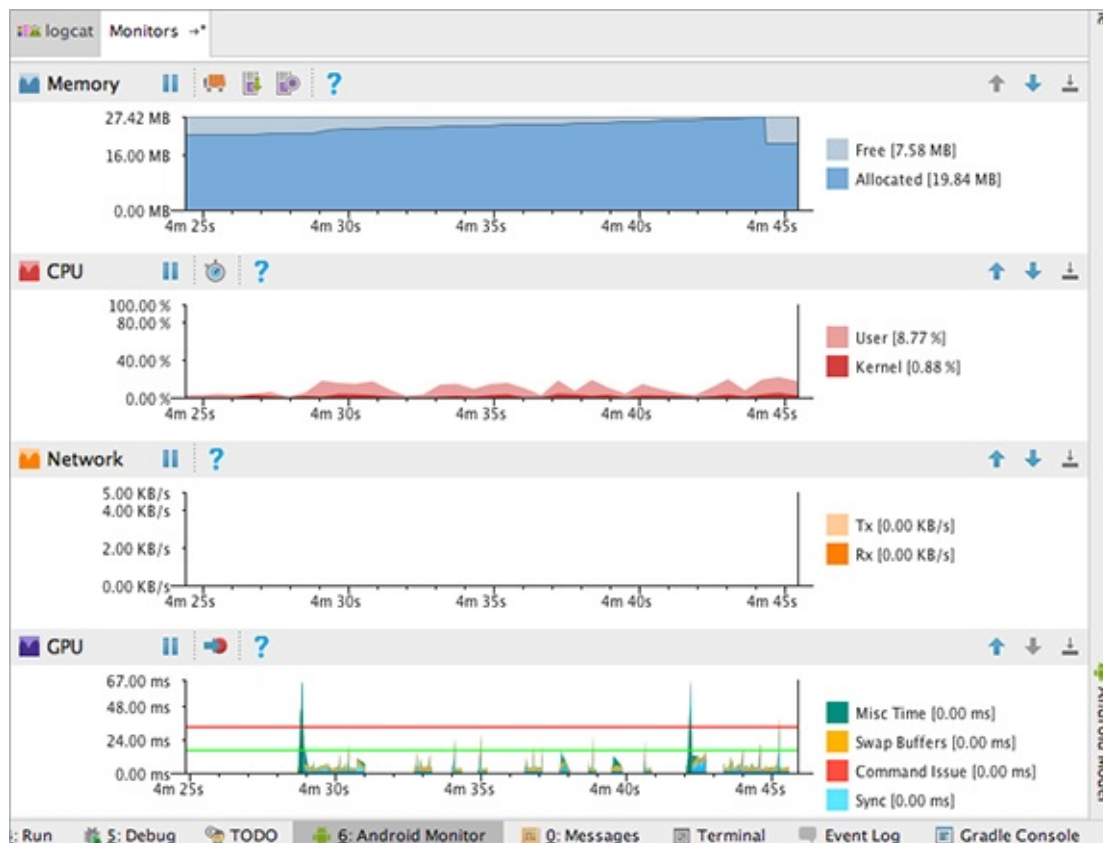 logcat Monitors →*
Memory ?
27.42 MB
16.00 MB
0.00 MB
Free [7.58 MB]
Allocated [19.84 MB]
4m 25s 4m 30s 4m 35s 4m 40s 4m 45s
CPU ?
100.00 %
80.00 %
40.00 %
0.00 %
User [8.77 %]
Kernel [0.88 %]
4m 25s 4m 30s 4m 35s 4m 40s 4m 45s
Network ?
5.00 KB/s
4.00 KB/s
2.00 KB/s
0.00 KB/s
Tx [0.00 KB/s]
Rx [0.00 KB/s]
4m 25s 4m 30s 4m 35s 4m 40s 4m 45s
GPU ?
67.00 ms
48.00 ms
24.00 ms
0.00 ms
Misc Time [0.00 ms]
Swap Buffers [0.00 ms]
Command Issue [0.00 ms]
Sync [0.00 ms]
4m 25s 4m 30s 4m 35s 4m 40s 4m 45s
Android Model
: Run 5: Debug TODO 6: Android Monitor 0: Messages Terminal Event Log Gradle Console